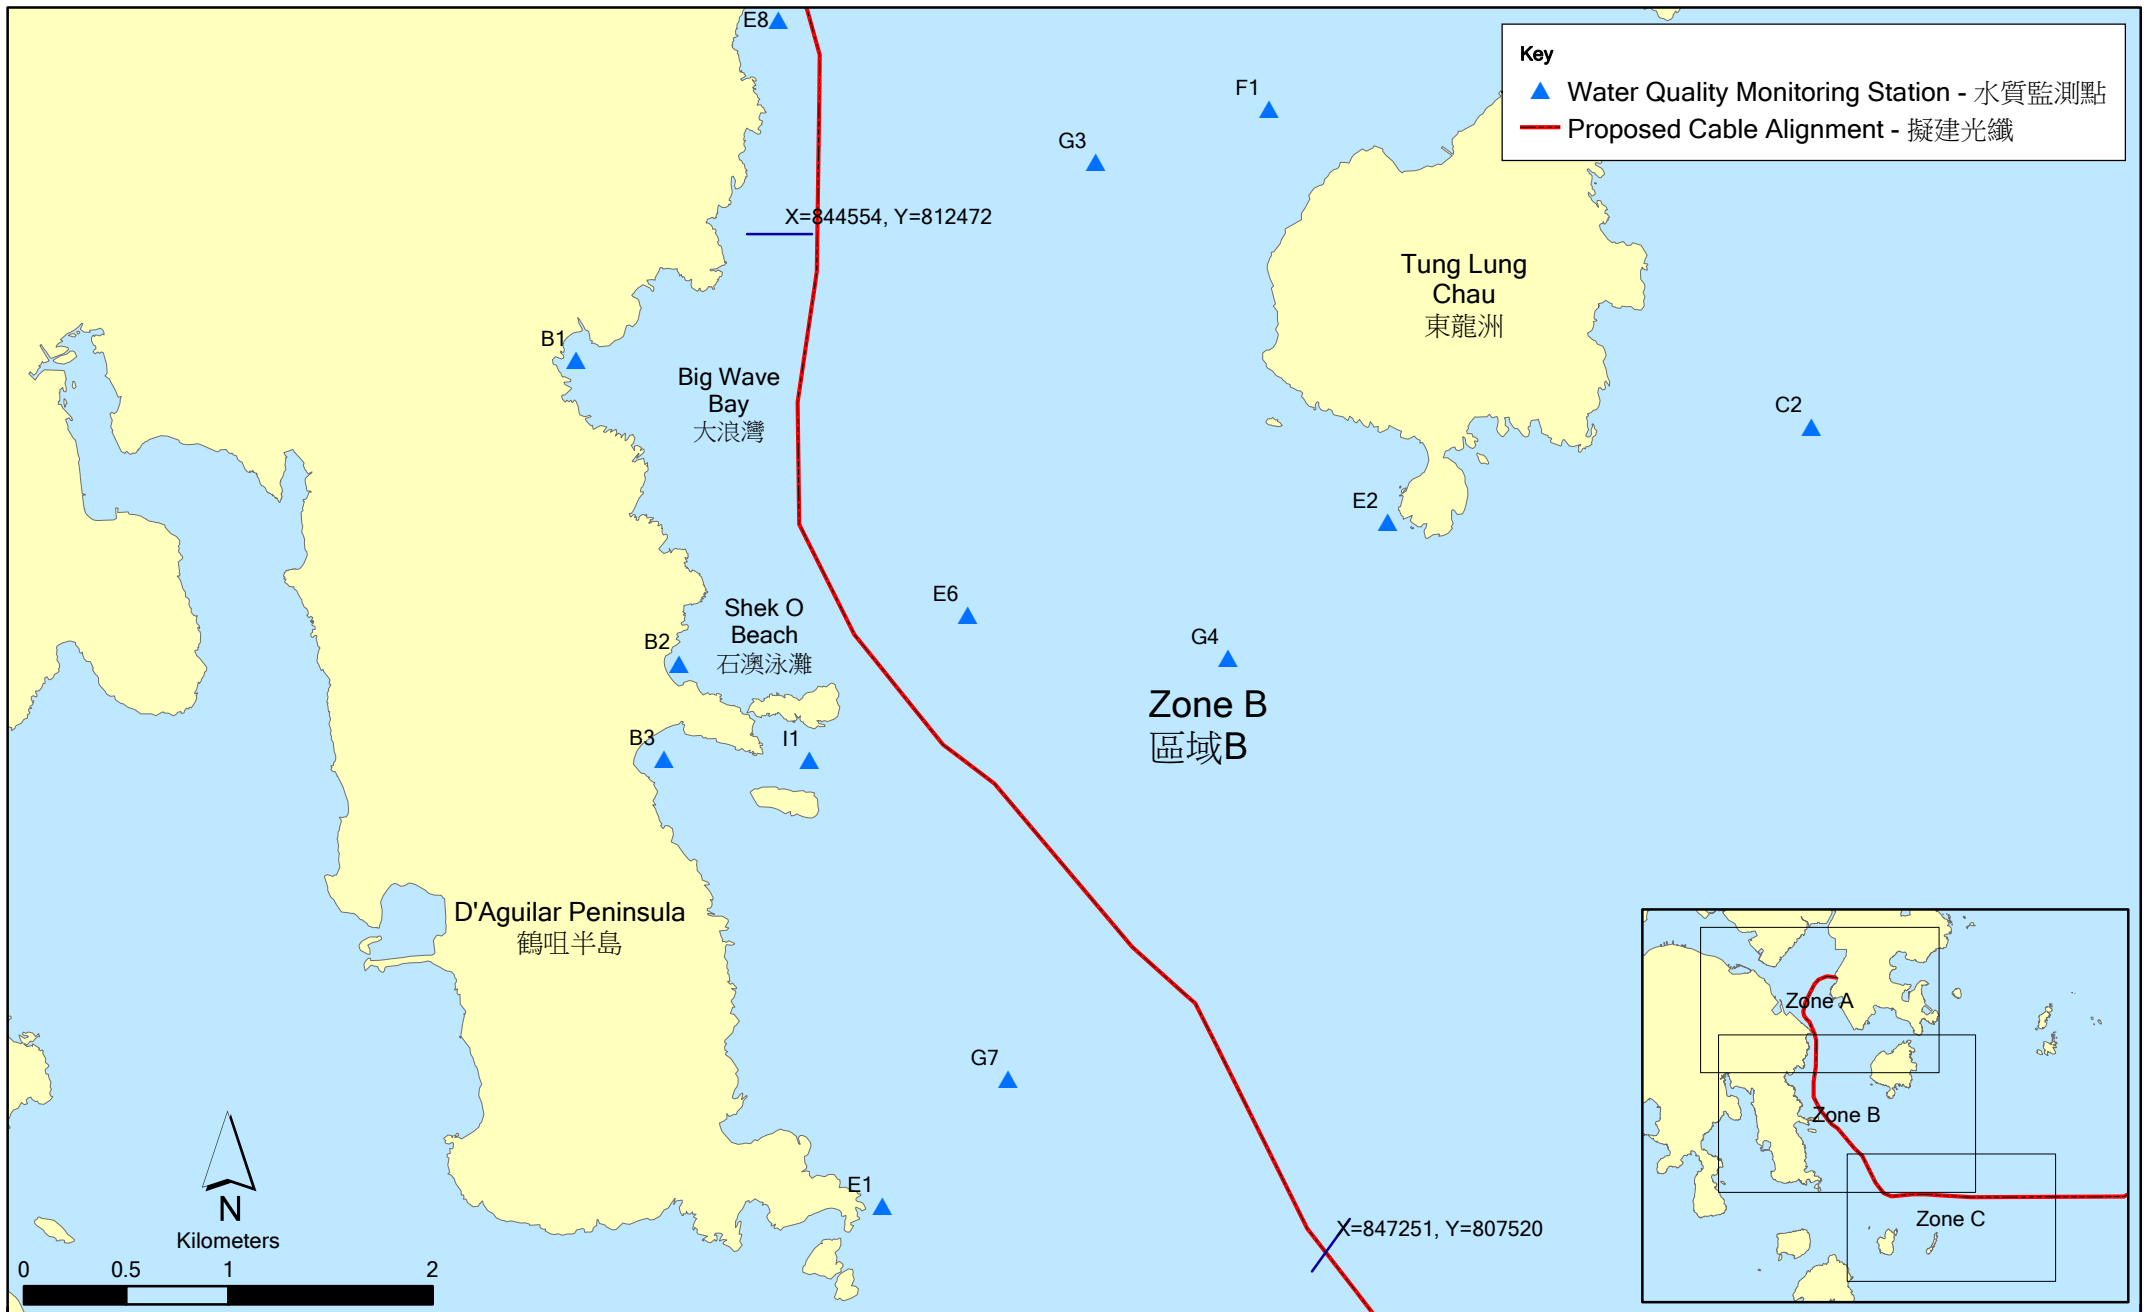 E8
Key
Water Quality Monitoring Station - 水質監測點
Proposed Cable Alignment - 擬建光纖
F1
G3
X=844554, Y=812472
Tung Lung
Chau
東龍洲
B1
Big Wave
Bay
大浪灣
C2
E2
E6
Shek O
Beach
石澳泳灘
B2
G4
Zone B
區域B
B3
I1
D'Aguilar Peninsula
鶴咀半島
Zone A
Zone B
Zone C
G7
E1
X=847251, Y=807520
N
Kilometers
0 0.5 1 2